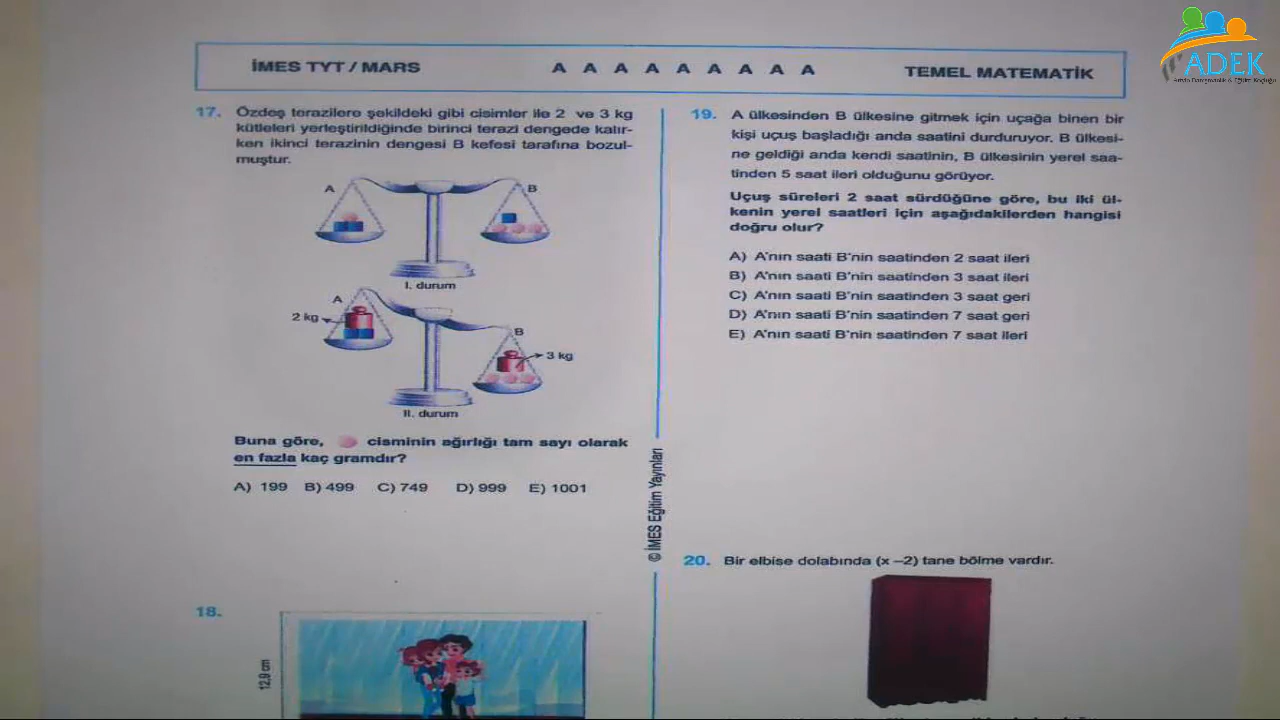 ADEK
İMES TYT / MARS
A A A A A A A A A
TEMEL MATEMATİK
17. Özdeş terazilere şekildeki gibi cisimler ile 2 ve 3 kg
kütleleri yerleştirildiğinde birinci terazi dengede kalır-
ken ikinci terazinin dengesi B kefesi tarafına bozul-
muştur.
A
B
I. durum
A
2 kg
B
3 kg
II. durum
Buna göre, cisminin ağırlığı tam sayı olarak
en fazla kaç gramdır?
A) 199 B) 499 C) 749 D) 999 E) 1001
18.
12,9 cm
© İMES Eğitim Yayınları
19. A ülkesinden B ülkesine gitmek için uçağa binen bir
kişi uçuş başladığı anda saatini durduruyor. B ülkesi-
ne geldiği anda kendi saatinin, B ülkesinin yerel saa-
tinden 5 saat ileri olduğunu görüyor.
Uçuş süreleri 2 saat sürdüğüne göre, bu iki ül-
kenin yerel saatleri için aşağıdakilerden hangisi
doğru olur?
A) A'nın saati B'nin saatinden 2 saat ileri
B) A'nın saati B'nin saatinden 3 saat ileri
C) A'nın saati B'nin saatinden 3 saat geri
D) A'nın saati B'nin saatinden 7 saat geri
E) A'nın saati B'nin saatinden 7 saat ileri
20. Bir elbise dolabında (x –2) tane bölme vardır.